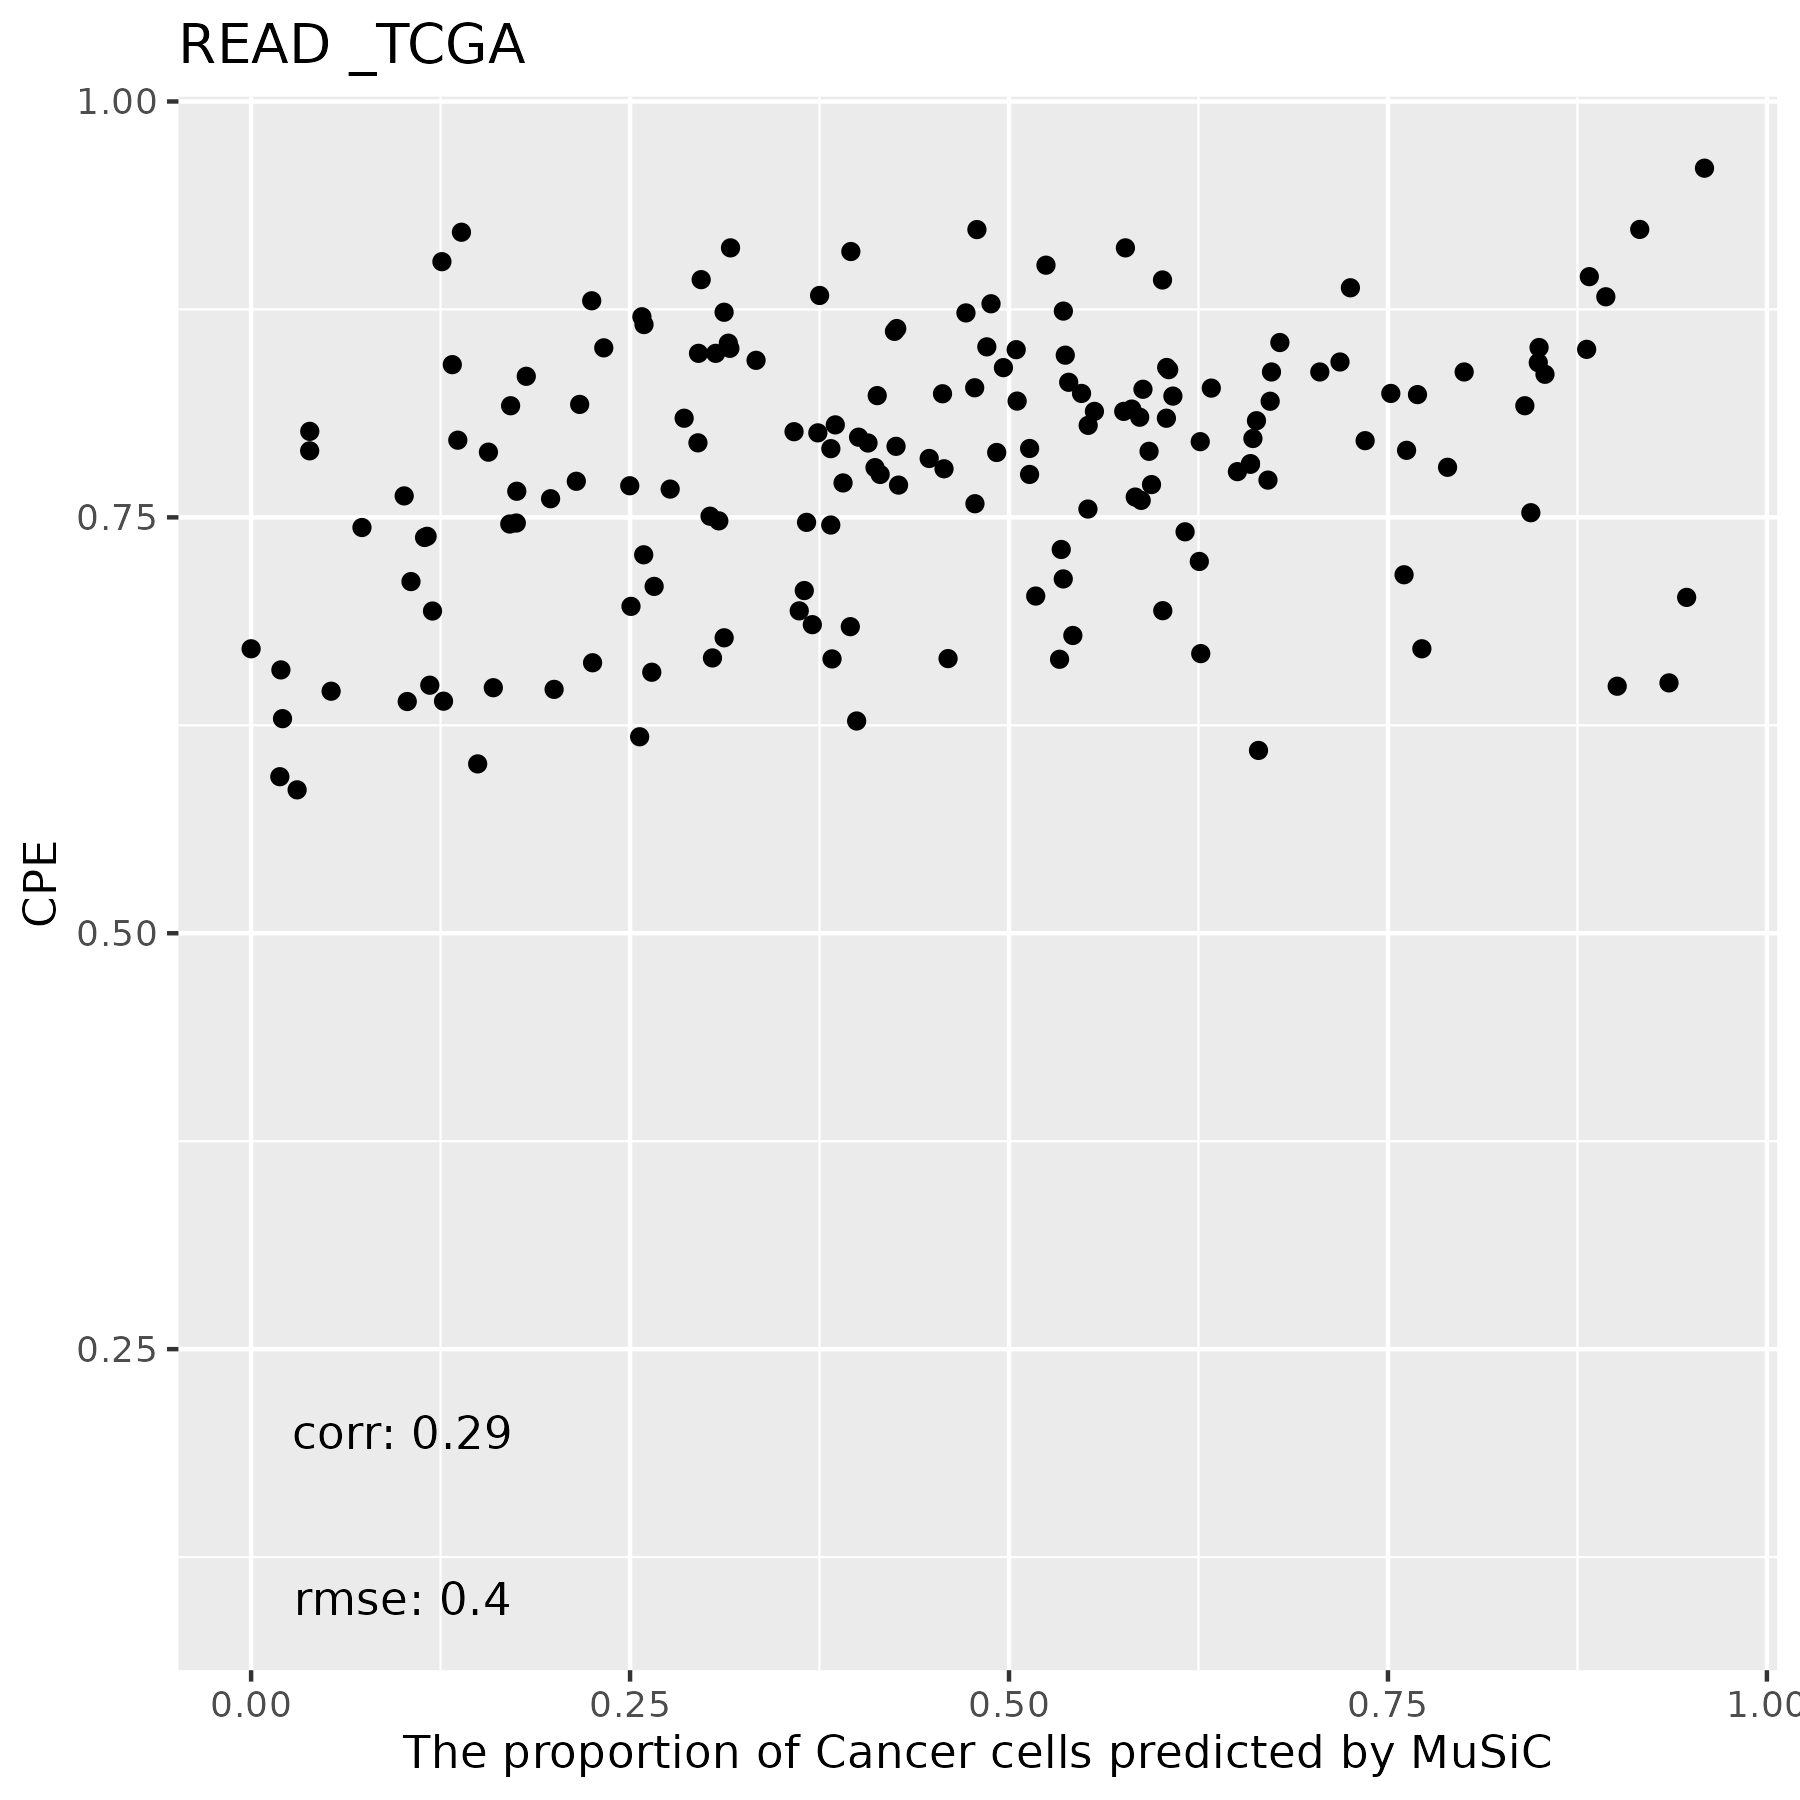 READ _TCGA
1.00
0.75
0.50
0.25
CPE
corr: 0.29
rmse: 0.4
0.00 0.25 0.50 0.75 1.00
The proportion of Cancer cells predicted by MuSiC